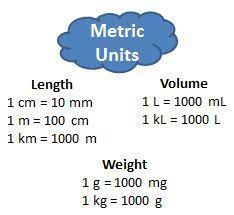 Metric
Units
Length
1 cm = 10 mm
1 m = 100 cm
1 km = 1000 m
Volume
1 L = 1000 mL
1 kL = 1000 L
Weight
1 g = 1000 mg
1 kg = 1000 g